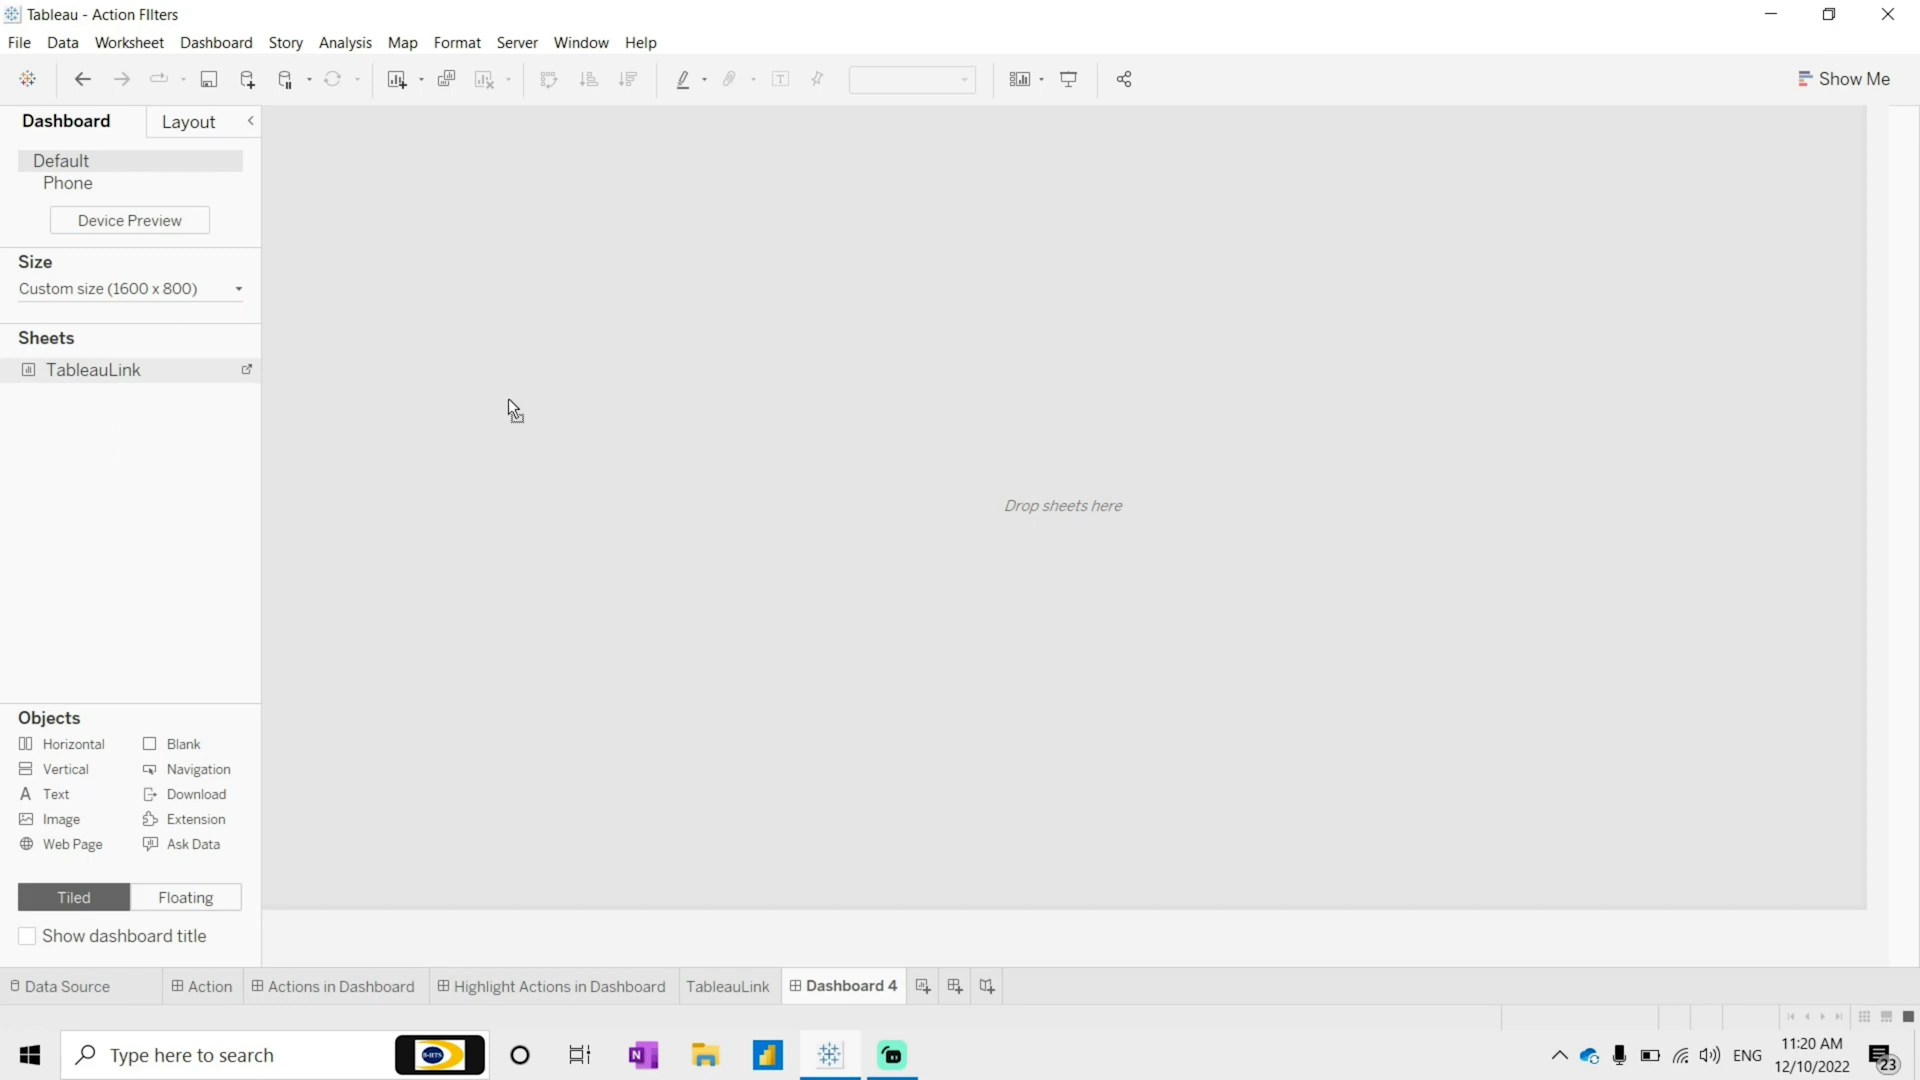 Tableau - Action FIlters
File Data Worksheet Dashboard Story Analysis Map Format Server Window Help
Show Me
Dashboard Layout
Default
Phone
Device Preview
Size
Custom size (1600 x 800)
Sheets
TableauLink
Drop sheets here
Objects
Horizontal Blank
Vertical Navigation
Text Download
Image Extension
Web Page Ask Data
Tiled Floating
Show dashboard title
Data Source Action Actions in Dashboard Highlight Actions in Dashboard TableauLink Dashboard 4
Type here to search
ENG
11:20 AM
12/10/2022
23